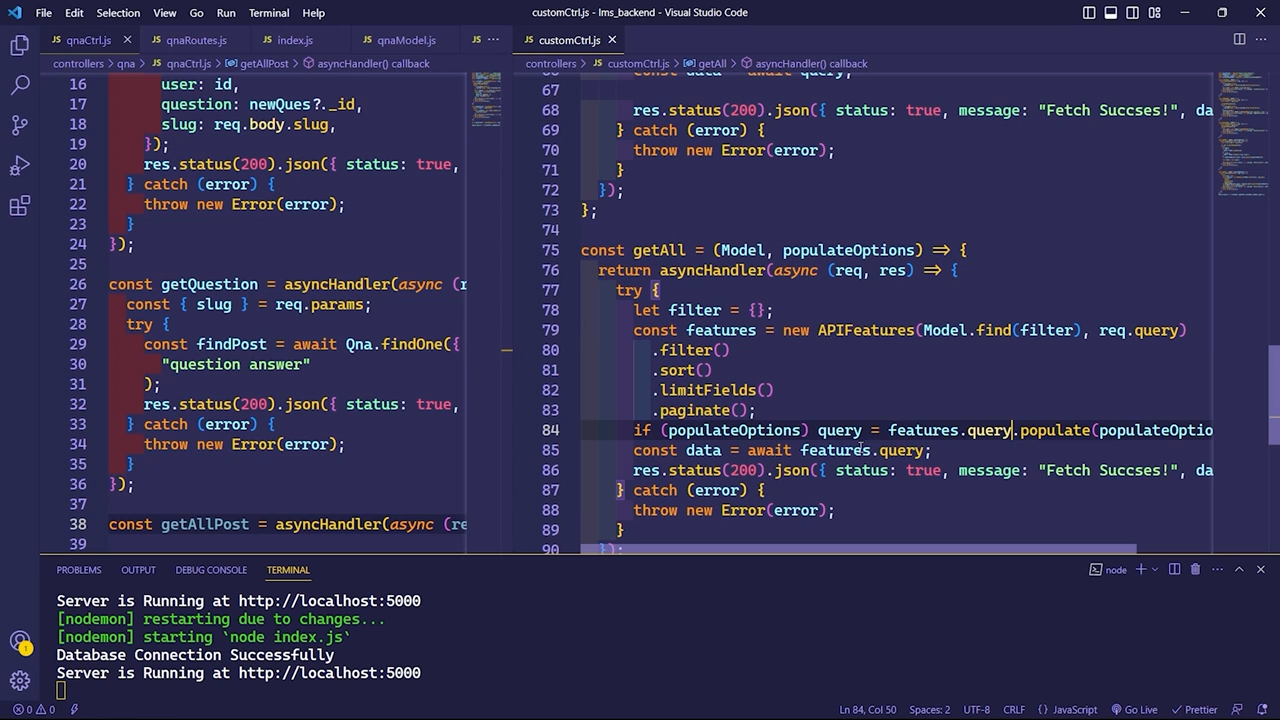 File Edit Selection View Go Run Terminal Help
customCtrl.js - lms_backend - Visual Studio Code
qnaCtrl.js
qnaRoutes.js
index.js
qnaModel.js
JS
customCtrl.js
controllers > qna > qnaCtrl.js > getAllPost > asyncHandler() callback
16 user: id,
17 question: newQues?._id,
18 slug: req.body.slug,
19 });
20 res.status(200).json({ status: true,
21 } catch (error) {
22 throw new Error(error);
23 }
24 });
25
26 const getQuestion = asyncHandler(async (r
27 const { slug } = req.params;
28 try {
29 const findPost = await Qna.findOne({
30 "question answer"
31 );
32 res.status(200).json({ status: true,
33 } catch (error) {
34 throw new Error(error);
35 }
36 });
37
38 const getAllPost = asyncHandler(async (re
39
controllers > customCtrl.js > getAll > asyncHandler() callback
66 const data = await query;
67
68 res.status(200).json({ status: true, message: "Fetch Succses!", da
69 } catch (error) {
70 throw new Error(error);
71 }
72 });
73 };
74
75 const getAll = (Model, populateOptions) => {
76 return asyncHandler(async (req, res) => {
77 try {
78 let filter = {};
79 const features = new APIFeatures(Model.find(filter), req.query)
80 .filter()
81 .sort()
82 .limitFields()
83 .paginate();
84 if (populateOptions) query = features.query.populate(populateOptio
85 const data = await features.query;
86 res.status(200).json({ status: true, message: "Fetch Succses!", da
87 } catch (error) {
88 throw new Error(error);
89 }
90 });
PROBLEMS OUTPUT DEBUG CONSOLE TERMINAL
node
Server is Running at http://localhost:5000
[nodemon] restarting due to changes...
[nodemon] starting `node index.js`
Database Connection Successfully
Server is Running at http://localhost:5000
1
0 0
Ln 84, Col 50 Spaces: 2 UTF-8 CRLF {} JavaScript Go Live Prettier